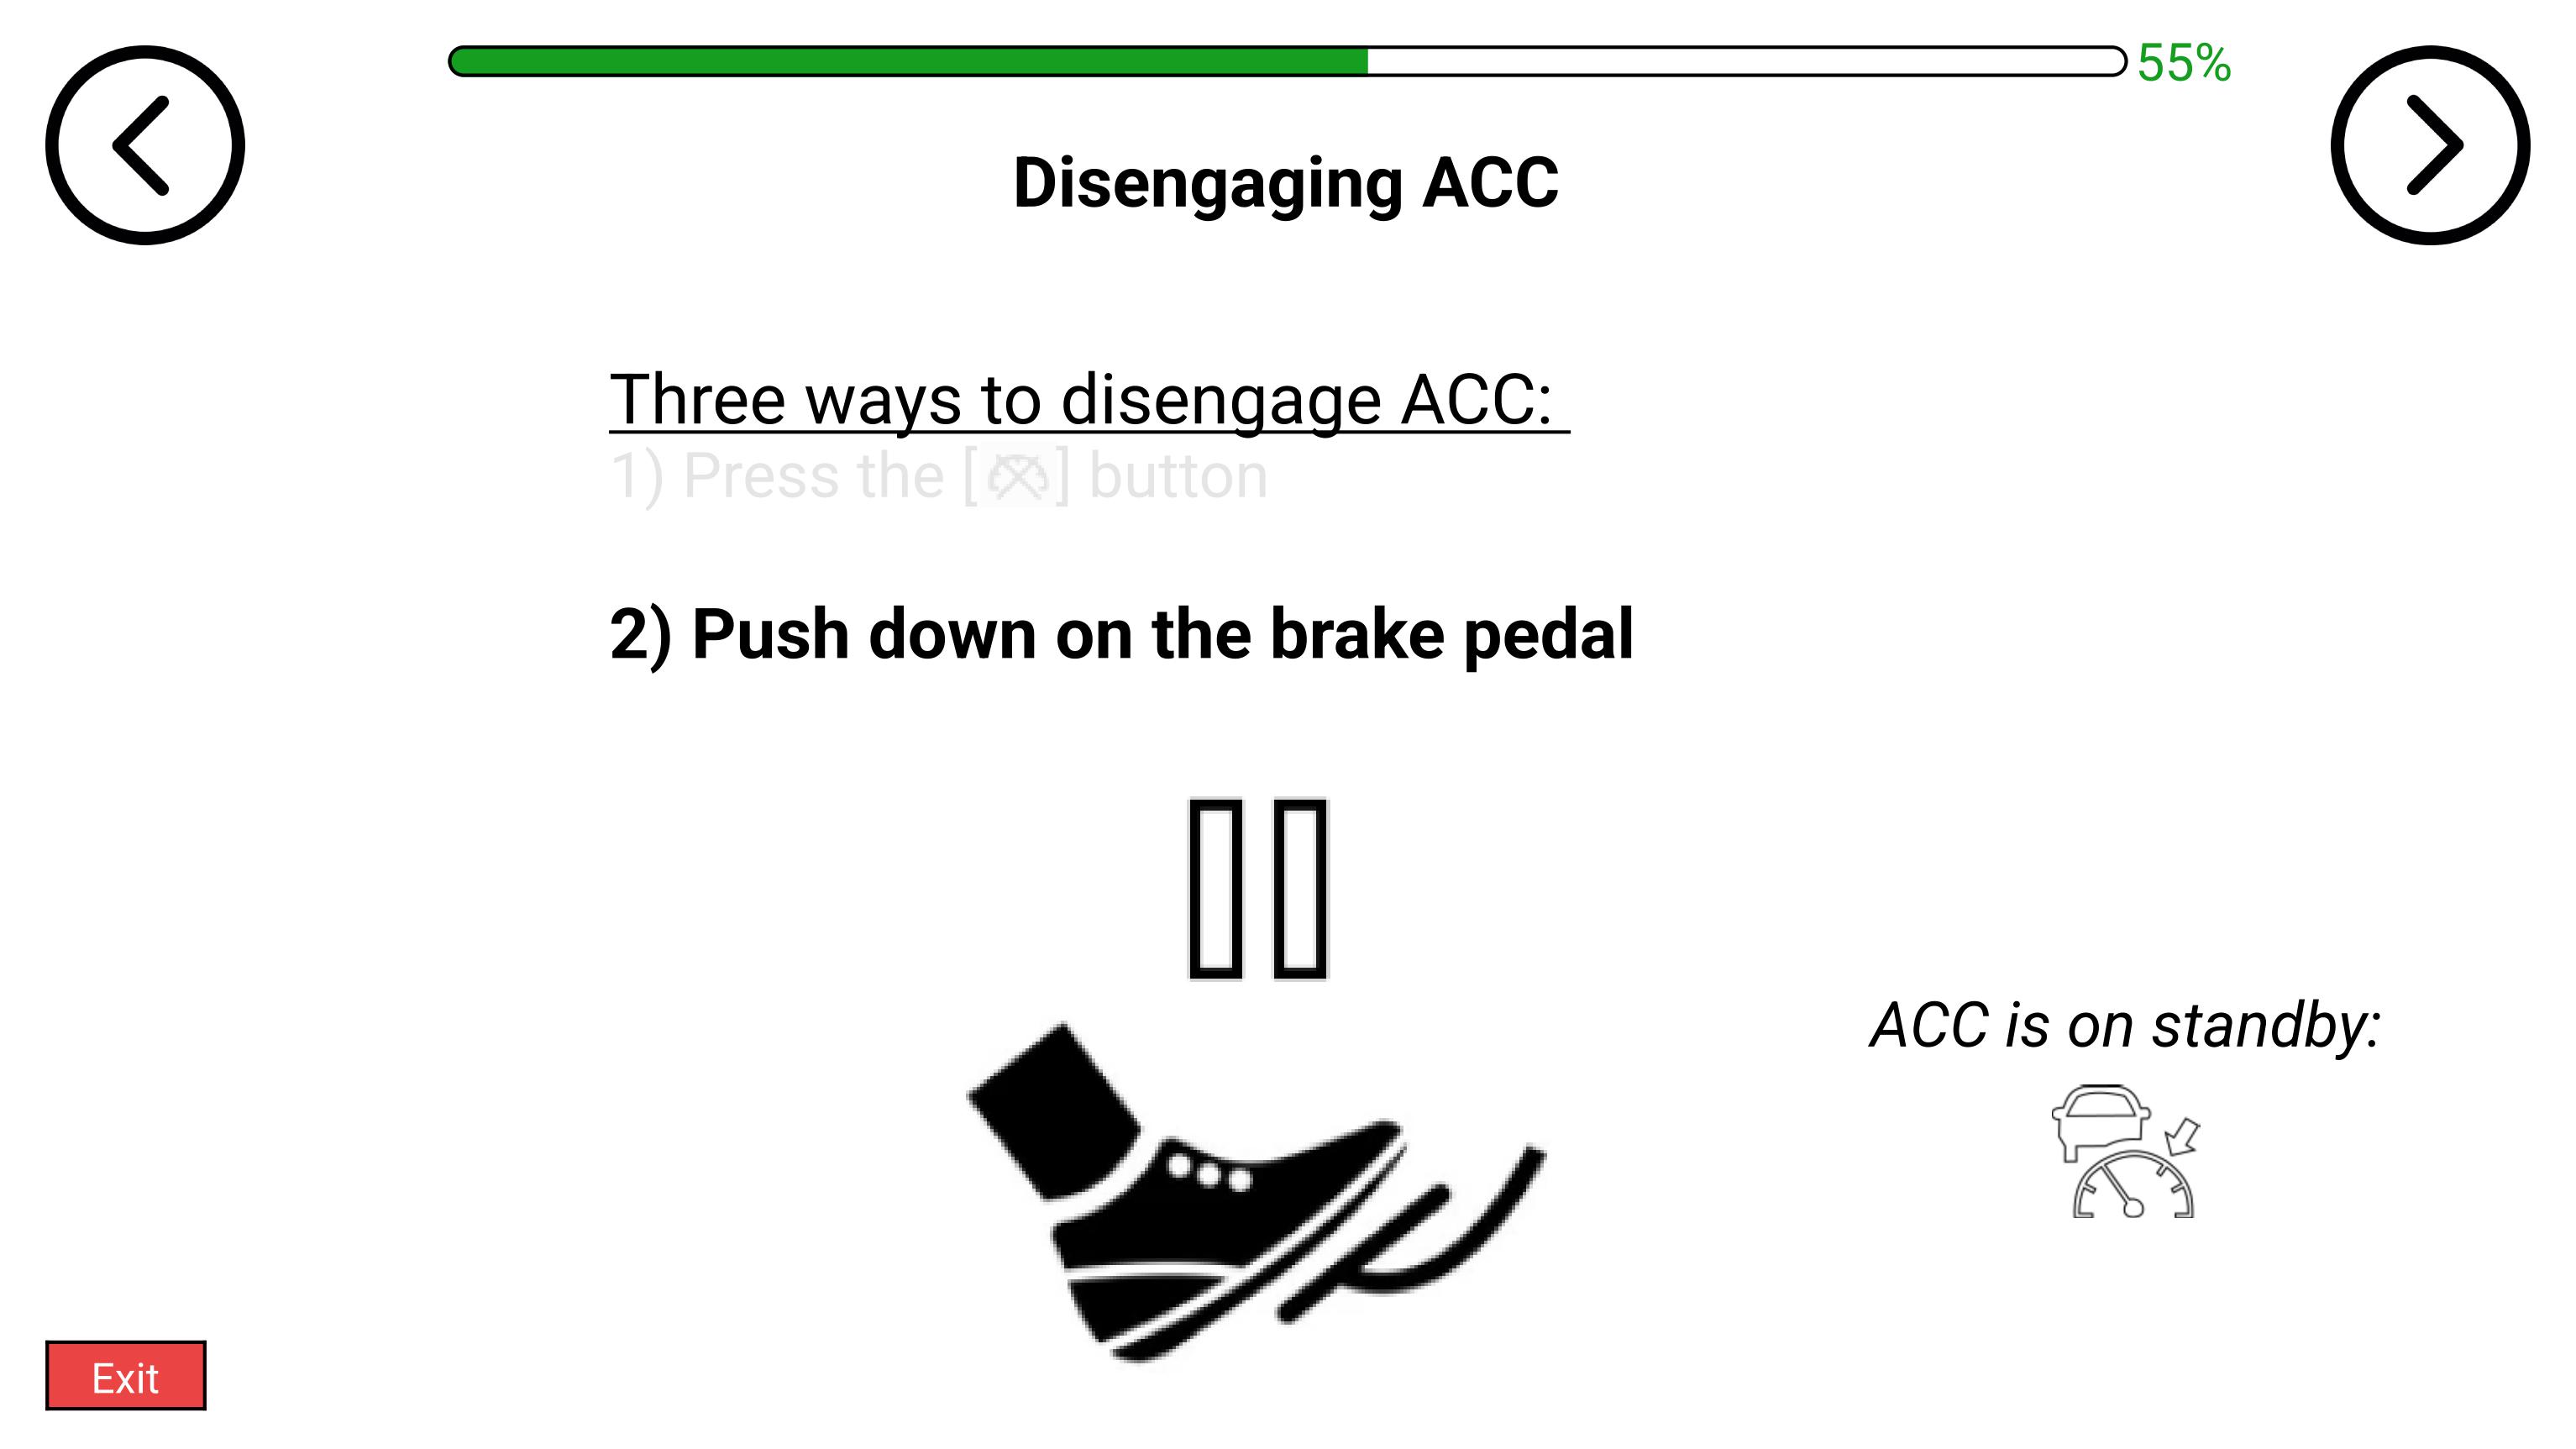 55%
Disengaging ACC
Three ways to disengage ACC:
1) Press the [ ] button
2) Push down on the brake pedal
ACC is on standby:
Exit